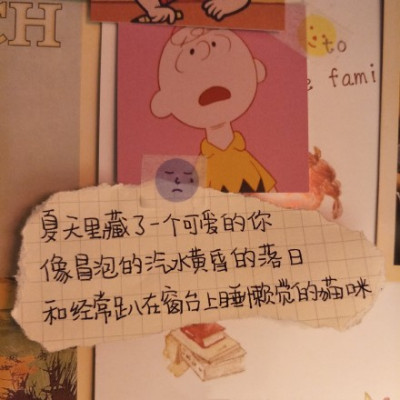 CH
to
e fami
夏天里藏了一个可爱的你
像冒泡的汽水黄昏的落日
和经常趴在窗台上睡懒觉的猫咪